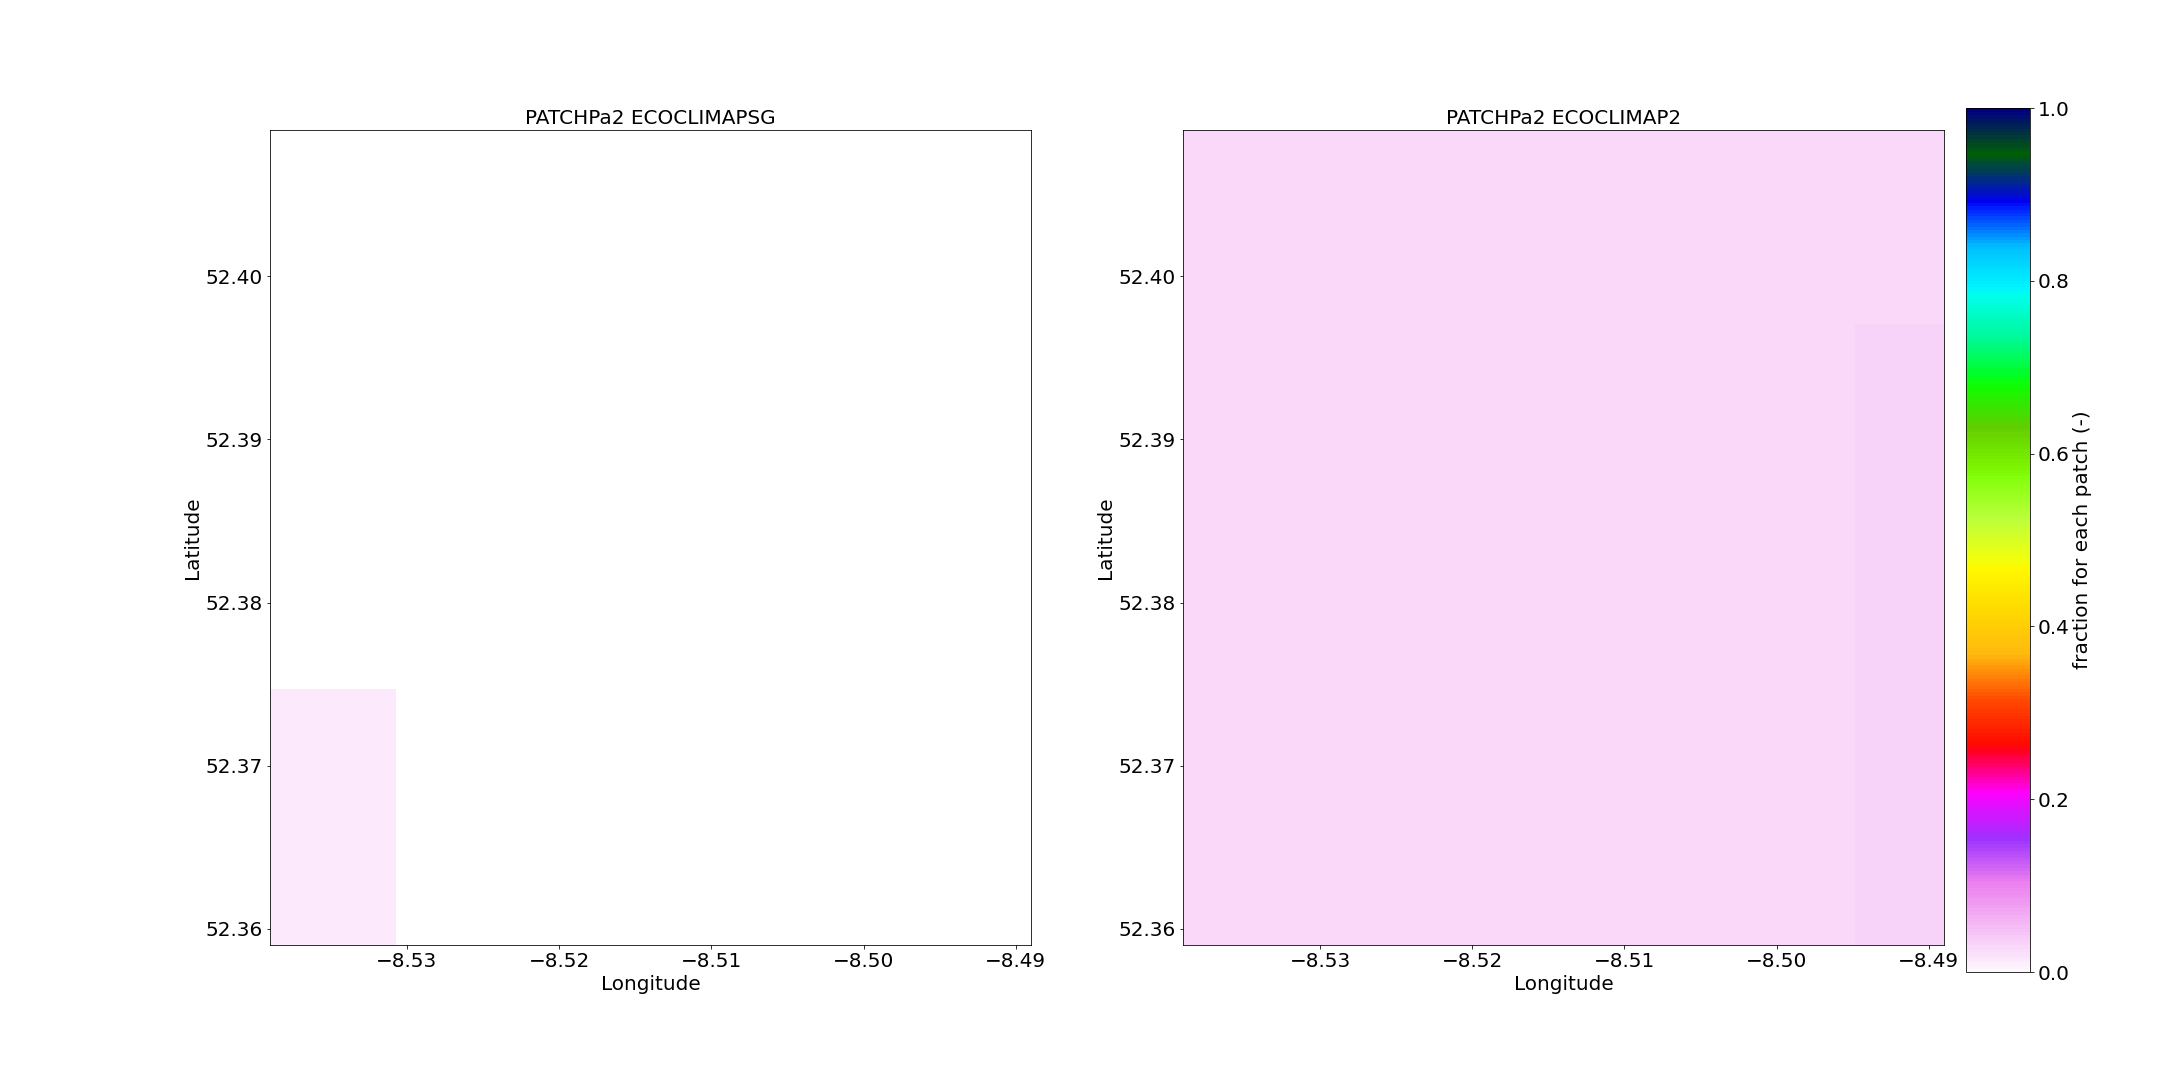 PATCHPa2 ECOCLIMAPSG
52.40
52.39
52.38
52.37
52.36
Latitude
−8.53 −8.52 −8.51 −8.50 −8.49
Longitude
PATCHPa2 ECOCLIMAP2
52.40
52.39
52.38
52.37
52.36
Latitude
−8.53 −8.52 −8.51 −8.50 −8.49
Longitude
1.0
0.8
0.6
0.4
0.2
0.0
fraction for each patch (-)